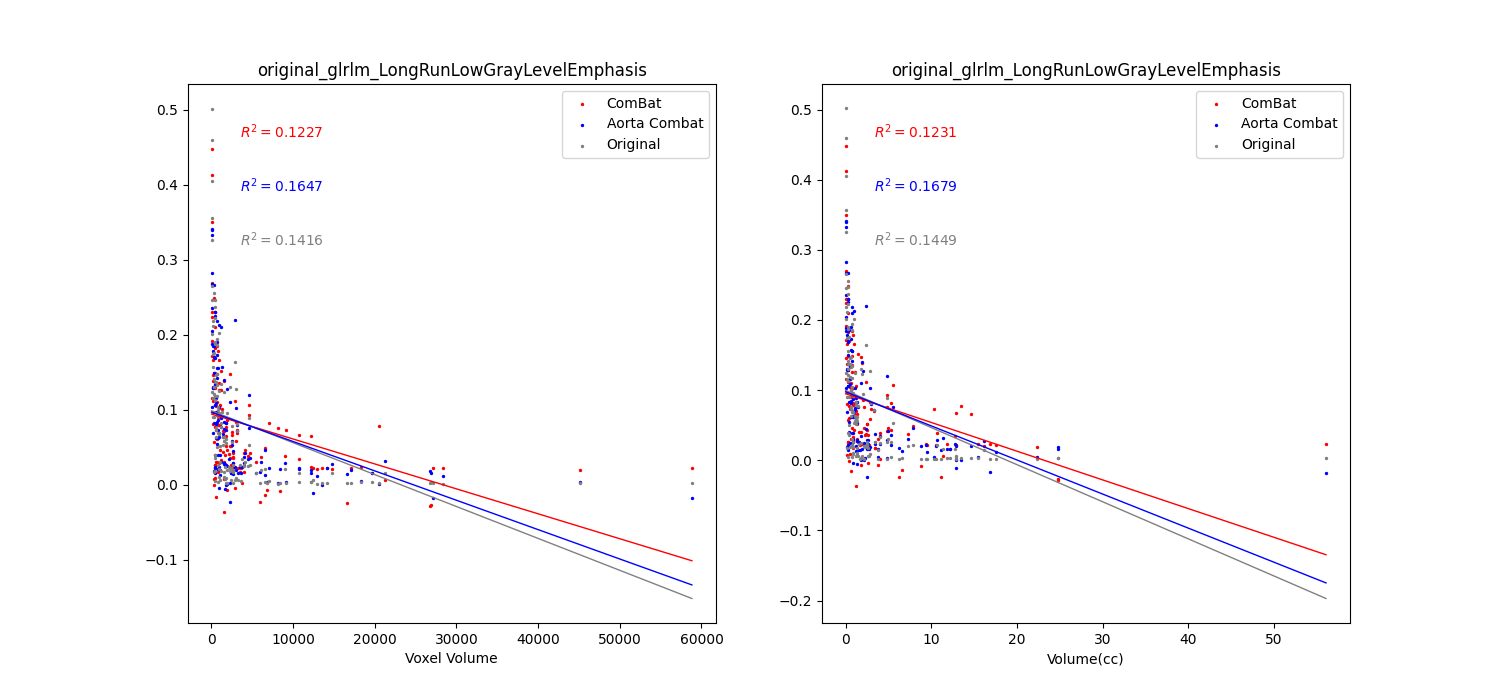 original_glrlm_LongRunLowGrayLevelEmphasis
0.5
0.4
0.3
0.2
0.1
0.0
−0.1
R² = 0.1227
R² = 0.1647
R² = 0.1416
ComBat
Aorta Combat
Original
0 10000 20000 30000 40000 50000 60000
Voxel Volume
original_glrlm_LongRunLowGrayLevelEmphasis
0.5
0.4
0.3
0.2
0.1
0.0
−0.1
−0.2
R² = 0.1231
R² = 0.1679
R² = 0.1449
ComBat
Aorta Combat
Original
0 10 20 30 40 50
Volume(cc)